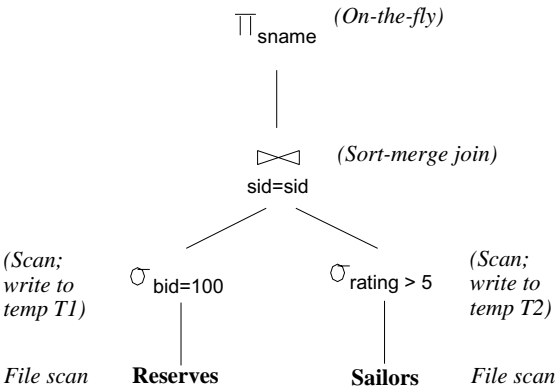 π sname (On-the-fly)
⋈ (Sort-merge join)
sid=sid
(Scan;
write to
temp T1)
σ bid=100
σ rating > 5
(Scan;
write to
temp T2)
File scan Reserves Sailors File scan